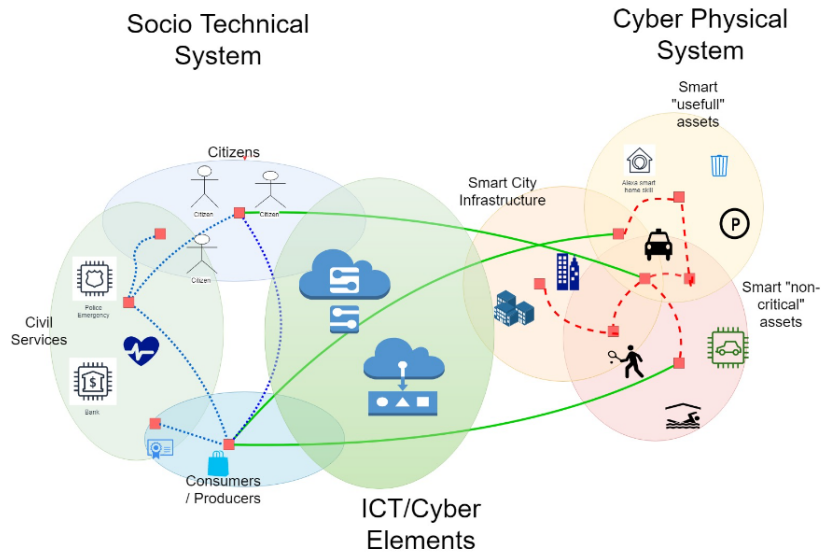 Socio Technical
System
Cyber Physical
System
Smart
"usefull"
assets
Citizens
Citizen
Citizen
Citizen
Smart City
Infrastructure
Alexa smart
home skill
P
Smart "non-
critical"
assets
Police
Emergency
Civil
Services
$
Bank
Consumers
/ Producers
ICT/Cyber
Elements